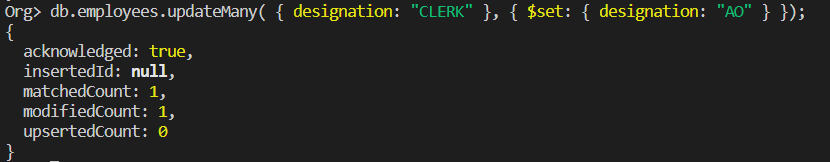 Org> db.employees.updateMany( { designation: "CLERK" }, { $set: { designation: "AO" } });
{
  acknowledged: true,
  insertedId: null,
  matchedCount: 1,
  modifiedCount: 1,
  upsertedCount: 0
}